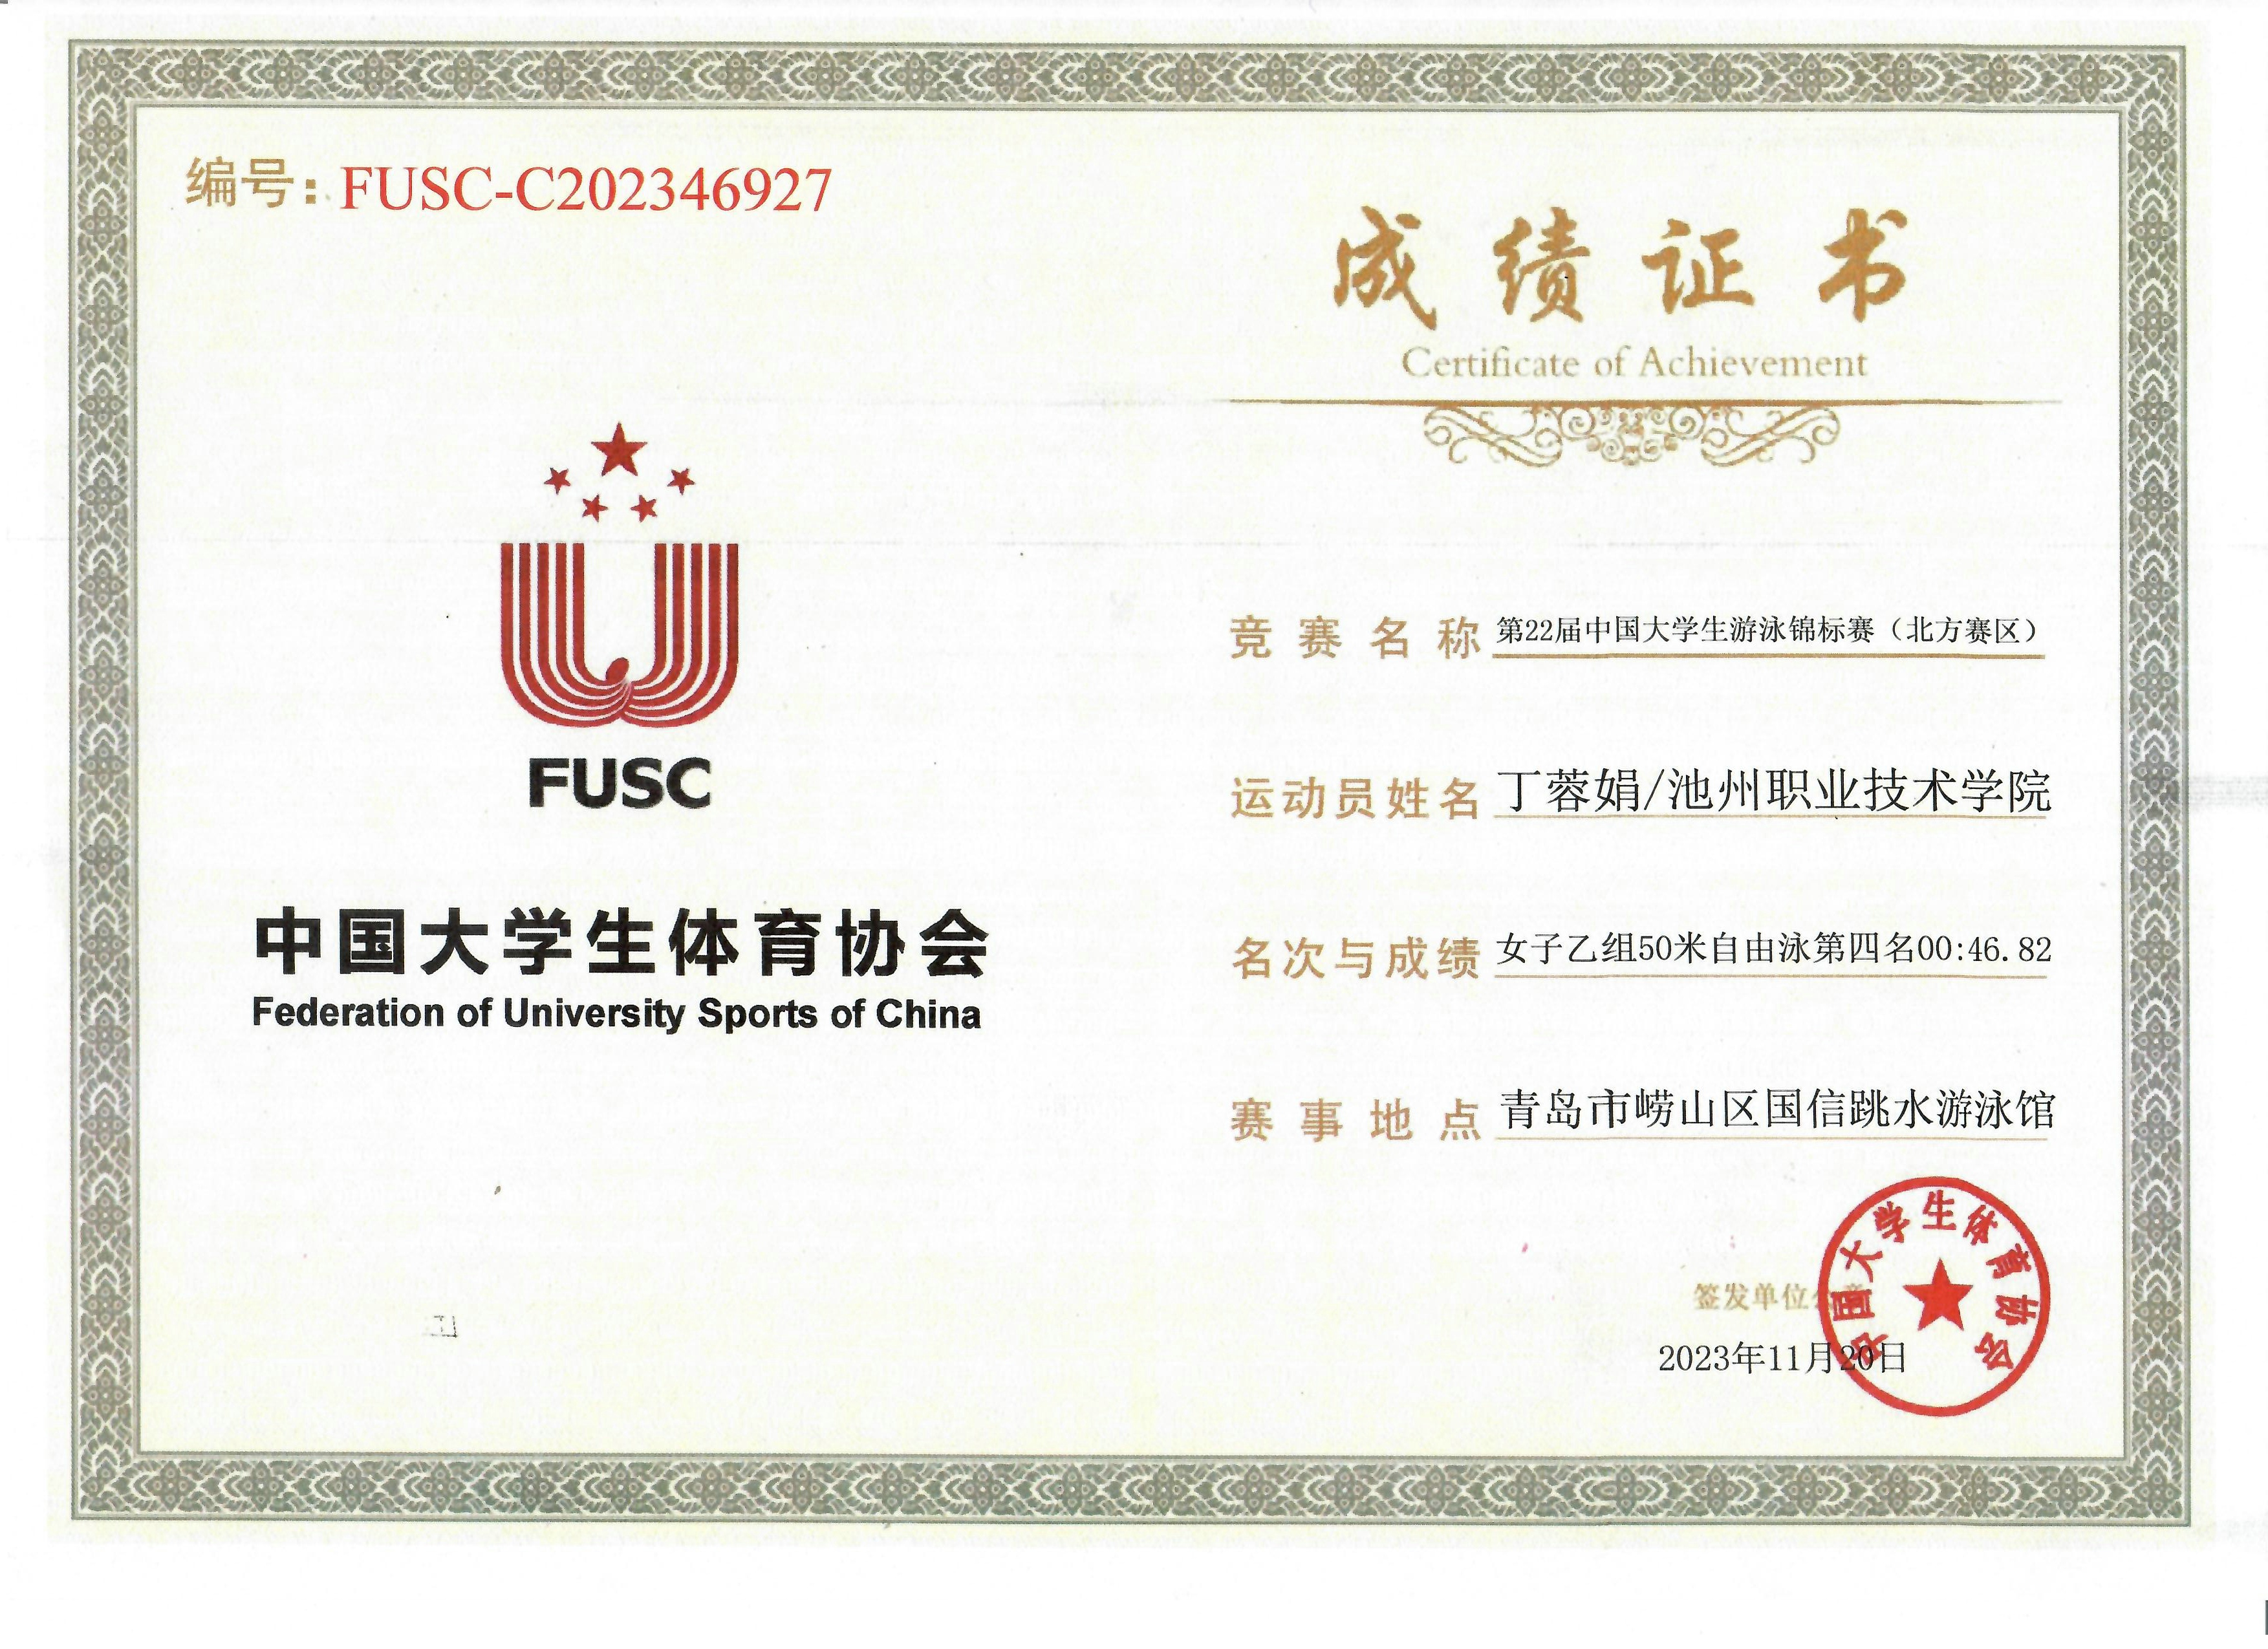 编号：FUSC-C202346927
成绩证书
Certificate of Achievement
FUSC
中国大学生体育协会
Federation of University Sports of China
竞赛名称 第22届中国大学生游泳锦标赛（北方赛区）
运动员姓名 丁蓉娟/池州职业技术学院
名次与成绩 女子乙组50米自由泳第四名00:46.82
赛事地点 青岛市崂山区国信跳水游泳馆
签发单位公章
2023年11月20日
中国大学生体育协会